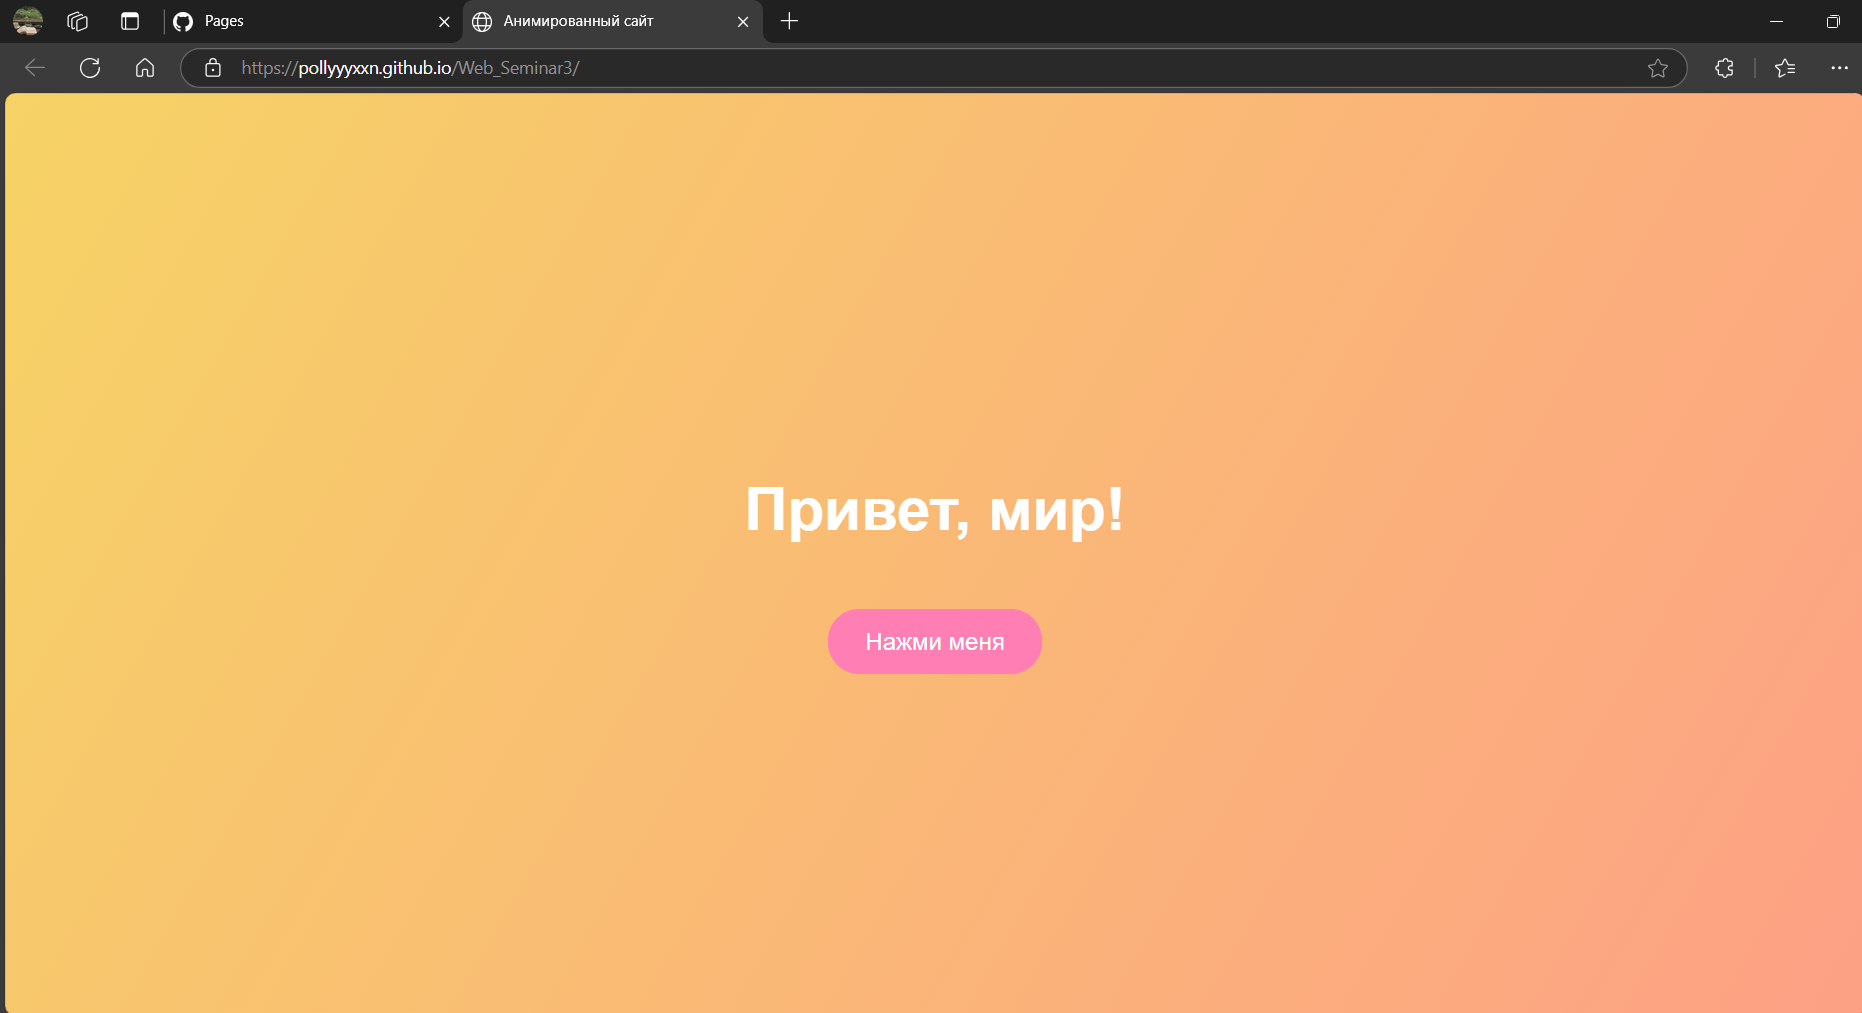 Pages
Анимированный сайт
https://pollyyyxxn.github.io/Web_Seminar3/
Привет, мир!
Нажми меня